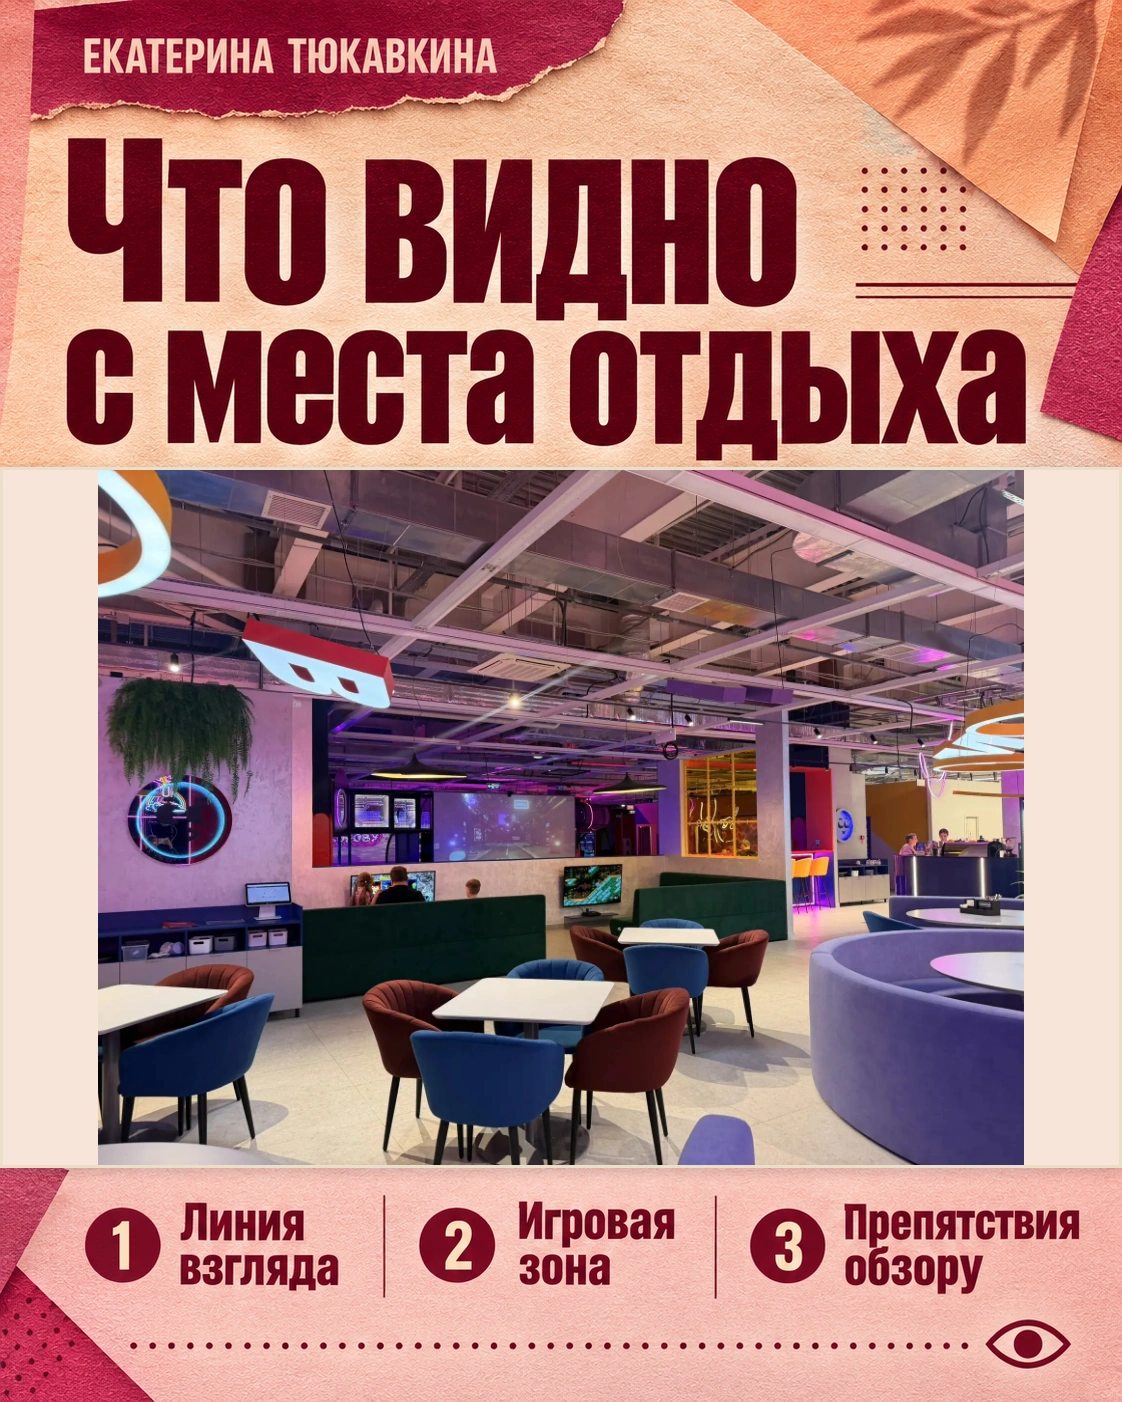 ЕКАТЕРИНА ТЮКАВКИНА
Что видно
с места отдыха
В
1
Линия
взгляда
2
Игровая
зона
3
Препятствия
обзору